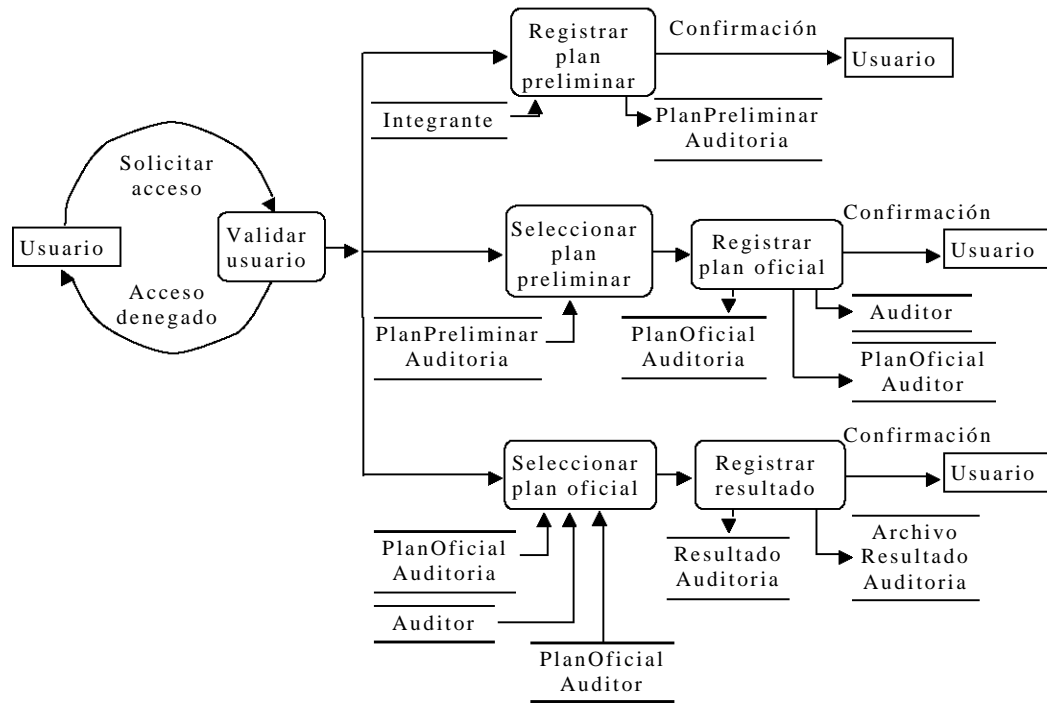 Registrar
plan
preliminar
Confirmación
Usuario
Integrante
PlanPreliminar
Auditoria
Solicitar
acceso
Usuario
Validar
usuario
Acceso
denegado
Seleccionar
plan
preliminar
Registrar
plan oficial
Confirmación
Usuario
PlanPreliminar
Auditoria
PlanOficial
Auditoria
Auditor
PlanOficial
Auditor
Seleccionar
plan oficial
Registrar
resultado
Confirmación
Usuario
PlanOficial
Auditoria
Auditor
PlanOficial
Auditor
Resultado
Auditoria
Archivo
Resultado
Auditoria